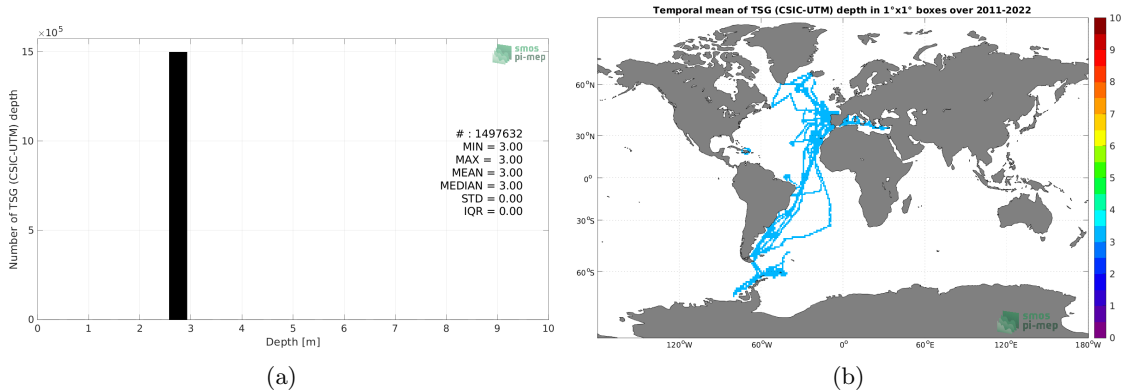 ×10⁵
15
10
5
0
Number of TSG (CSIC-UTM) depth
smos
pi-mep
# : 1497632
MIN = 3.00
MAX = 3.00
MEAN = 3.00
MEDIAN = 3.00
STD = 0.00
IQR = 0.00
0 1 2 3 4 5 6 7 8 9 10
Depth [m]
(a)
Temporal mean of TSG (CSIC-UTM) depth in 1°x1° boxes over 2011-2022
60°N
30°N
0°
30°S
60°S
120°W 60°W 0° 60°E 120°E 180°W
smos
pi-mep
10
9
8
7
6
5
4
3
2
1
0
(b)